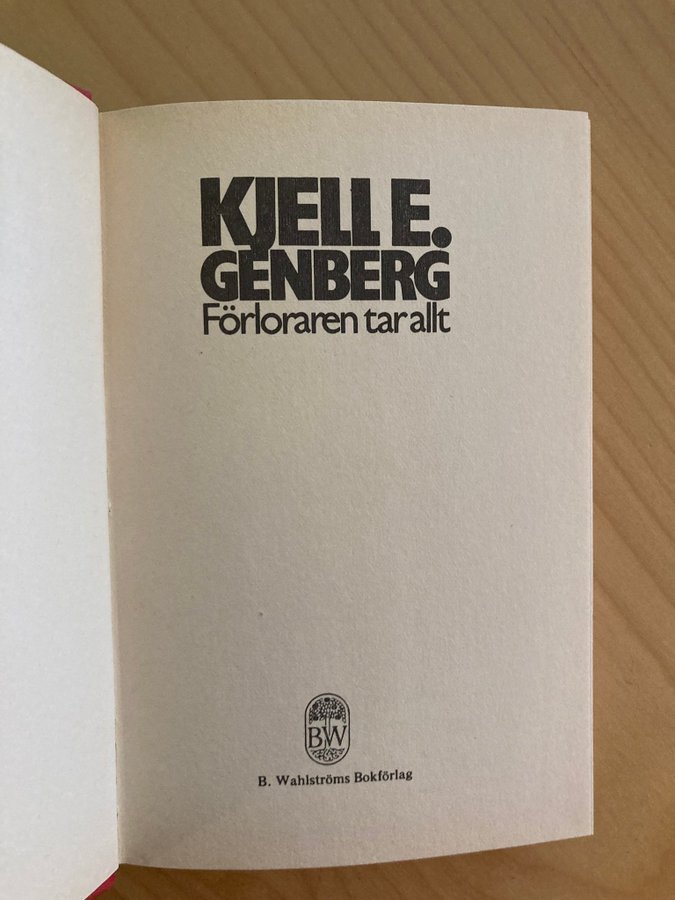 KJELL E.
GENBERG
Förloraren tar allt
BW
B. Wahlströms Bokförlag